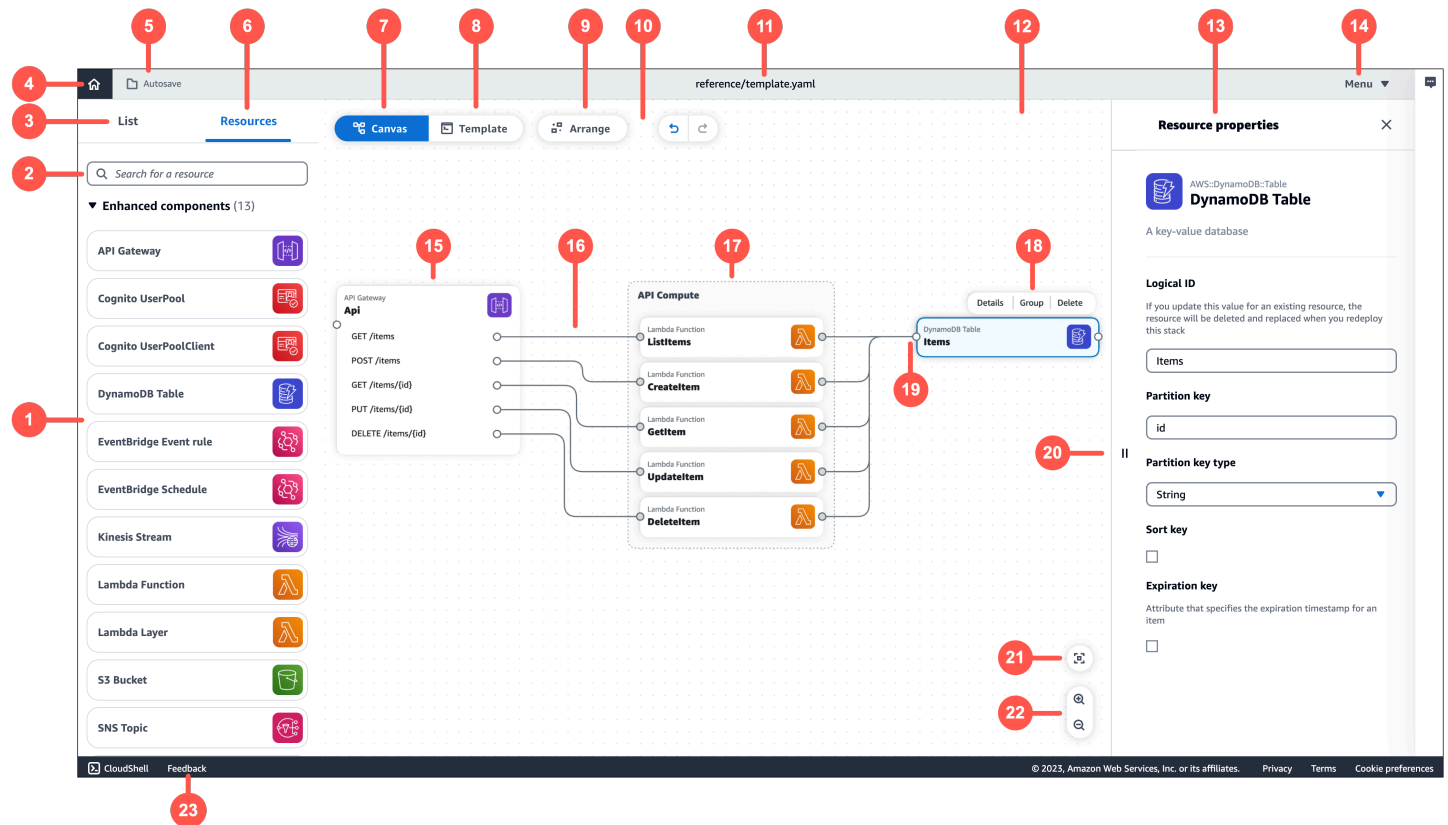 5
6
7
8
9
10
11
12
13
14
4
Autosave
reference/template.yaml
Menu
3
List
Resources
Canvas
Template
Arrange
Resource properties
2
Search for a resource
Enhanced components (13)
API Gateway
Cognito UserPool
Cognito UserPoolClient
DynamoDB Table
1
EventBridge Event rule
EventBridge Schedule
Kinesis Stream
Lambda Function
Lambda Layer
S3 Bucket
SNS Topic
15
16
17
18
API Gateway
Api
GET /items
POST /items
GET /items/{id}
PUT /items/{id}
DELETE /items/{id}
API Compute
Lambda Function
ListItems
Lambda Function
CreateItem
Lambda Function
GetItem
Lambda Function
UpdateItem
Lambda Function
DeleteItem
Details
Group
Delete
DynamoDB Table
Items
19
20
21
22
AWS::DynamoDB::Table
DynamoDB Table
A key-value database
Logical ID
If you update this value for an existing resource, the
resource will be deleted and replaced when you redeploy
this stack
Items
Partition key
id
Partition key type
String
Sort key
Expiration key
Attribute that specifies the expiration timestamp for an
item
CloudShell
Feedback
© 2023, Amazon Web Services, Inc. or its affiliates.
Privacy
Terms
Cookie preferences
23